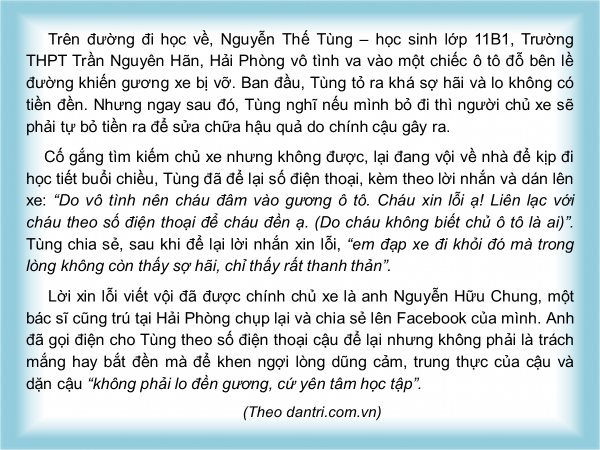 Trên đường đi học về, Nguyễn Thế Tùng – học sinh lớp 11B1, Trường
THPT Trần Nguyên Hãn, Hải Phòng vô tình va vào một chiếc ô tô đỗ bên lề
đường khiến gương xe bị vỡ. Ban đầu, Tùng tỏ ra khá sợ hãi và lo không có
tiền đền. Nhưng ngay sau đó, Tùng nghĩ nếu mình bỏ đi thì người chủ xe sẽ
phải tự bỏ tiền ra để sửa chữa hậu quả do chính cậu gây ra.
Cố gắng tìm kiếm chủ xe nhưng không được, lại đang vội về nhà để kịp đi
học tiết buổi chiều, Tùng đã để lại số điện thoại, kèm theo lời nhắn và dán lên
xe: “Do vô tình nên cháu đâm vào gương ô tô. Cháu xin lỗi ạ! Liên lạc với
cháu theo số điện thoại để cháu đền ạ. (Do cháu không biết chủ ô tô là ai)”.
Tùng chia sẻ, sau khi để lại lời nhắn xin lỗi, “em đạp xe đi khỏi đó mà trong
lòng không còn thấy sợ hãi, chỉ thấy rất thanh thản”.
Lời xin lỗi viết vội đã được chính chủ xe là anh Nguyễn Hữu Chung, một
bác sĩ cũng trú tại Hải Phòng chụp lại và chia sẻ lên Facebook của mình. Anh
đã gọi điện cho Tùng theo số điện thoại cậu để lại nhưng không phải là trách
mắng hay bắt đền mà để khen ngợi lòng dũng cảm, trung thực của cậu và
dặn cậu “không phải lo đền gương, cứ yên tâm học tập”.
(Theo dantri.com.vn)